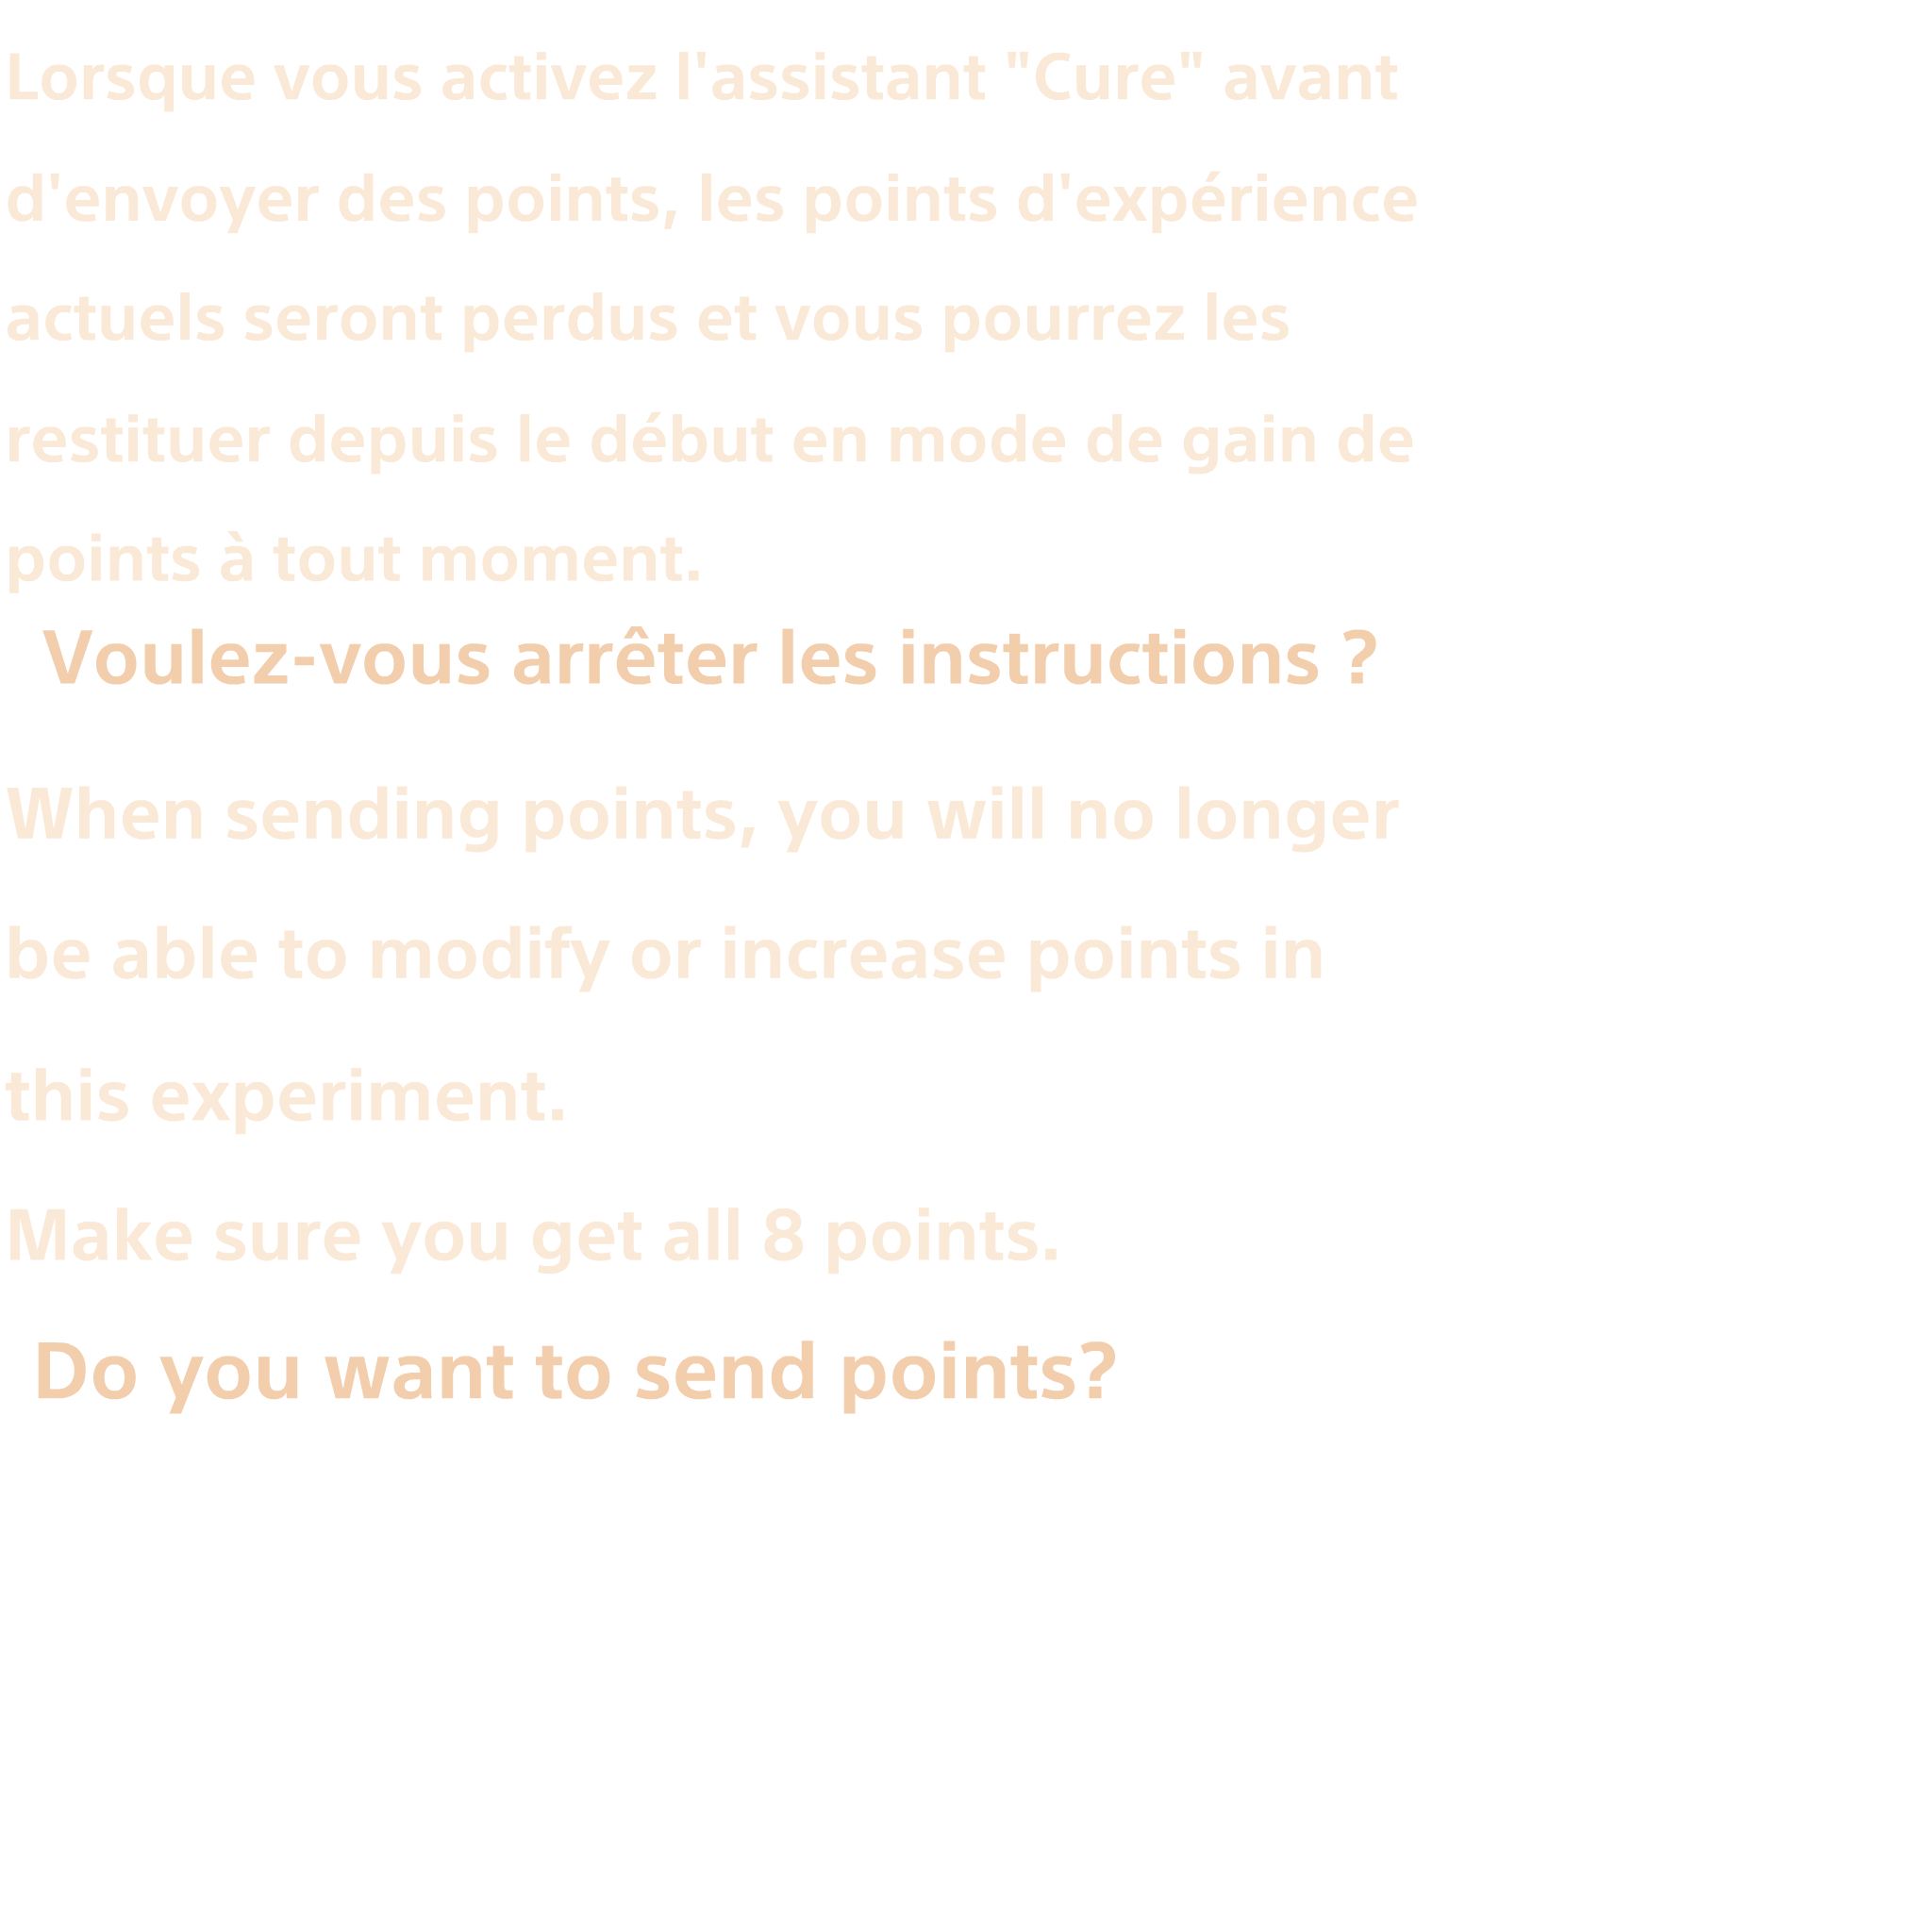 Lorsque vous activez l'assistant "Cure" avant
d'envoyer des points, les points d'expérience
actuels seront perdus et vous pourrez les
restituer depuis le début en mode de gain de
points à tout moment.
Voulez-vous arrêter les instructions ?
When sending points, you will no longer
be able to modify or increase points in
this experiment.
Make sure you get all 8 points.
Do you want to send points?